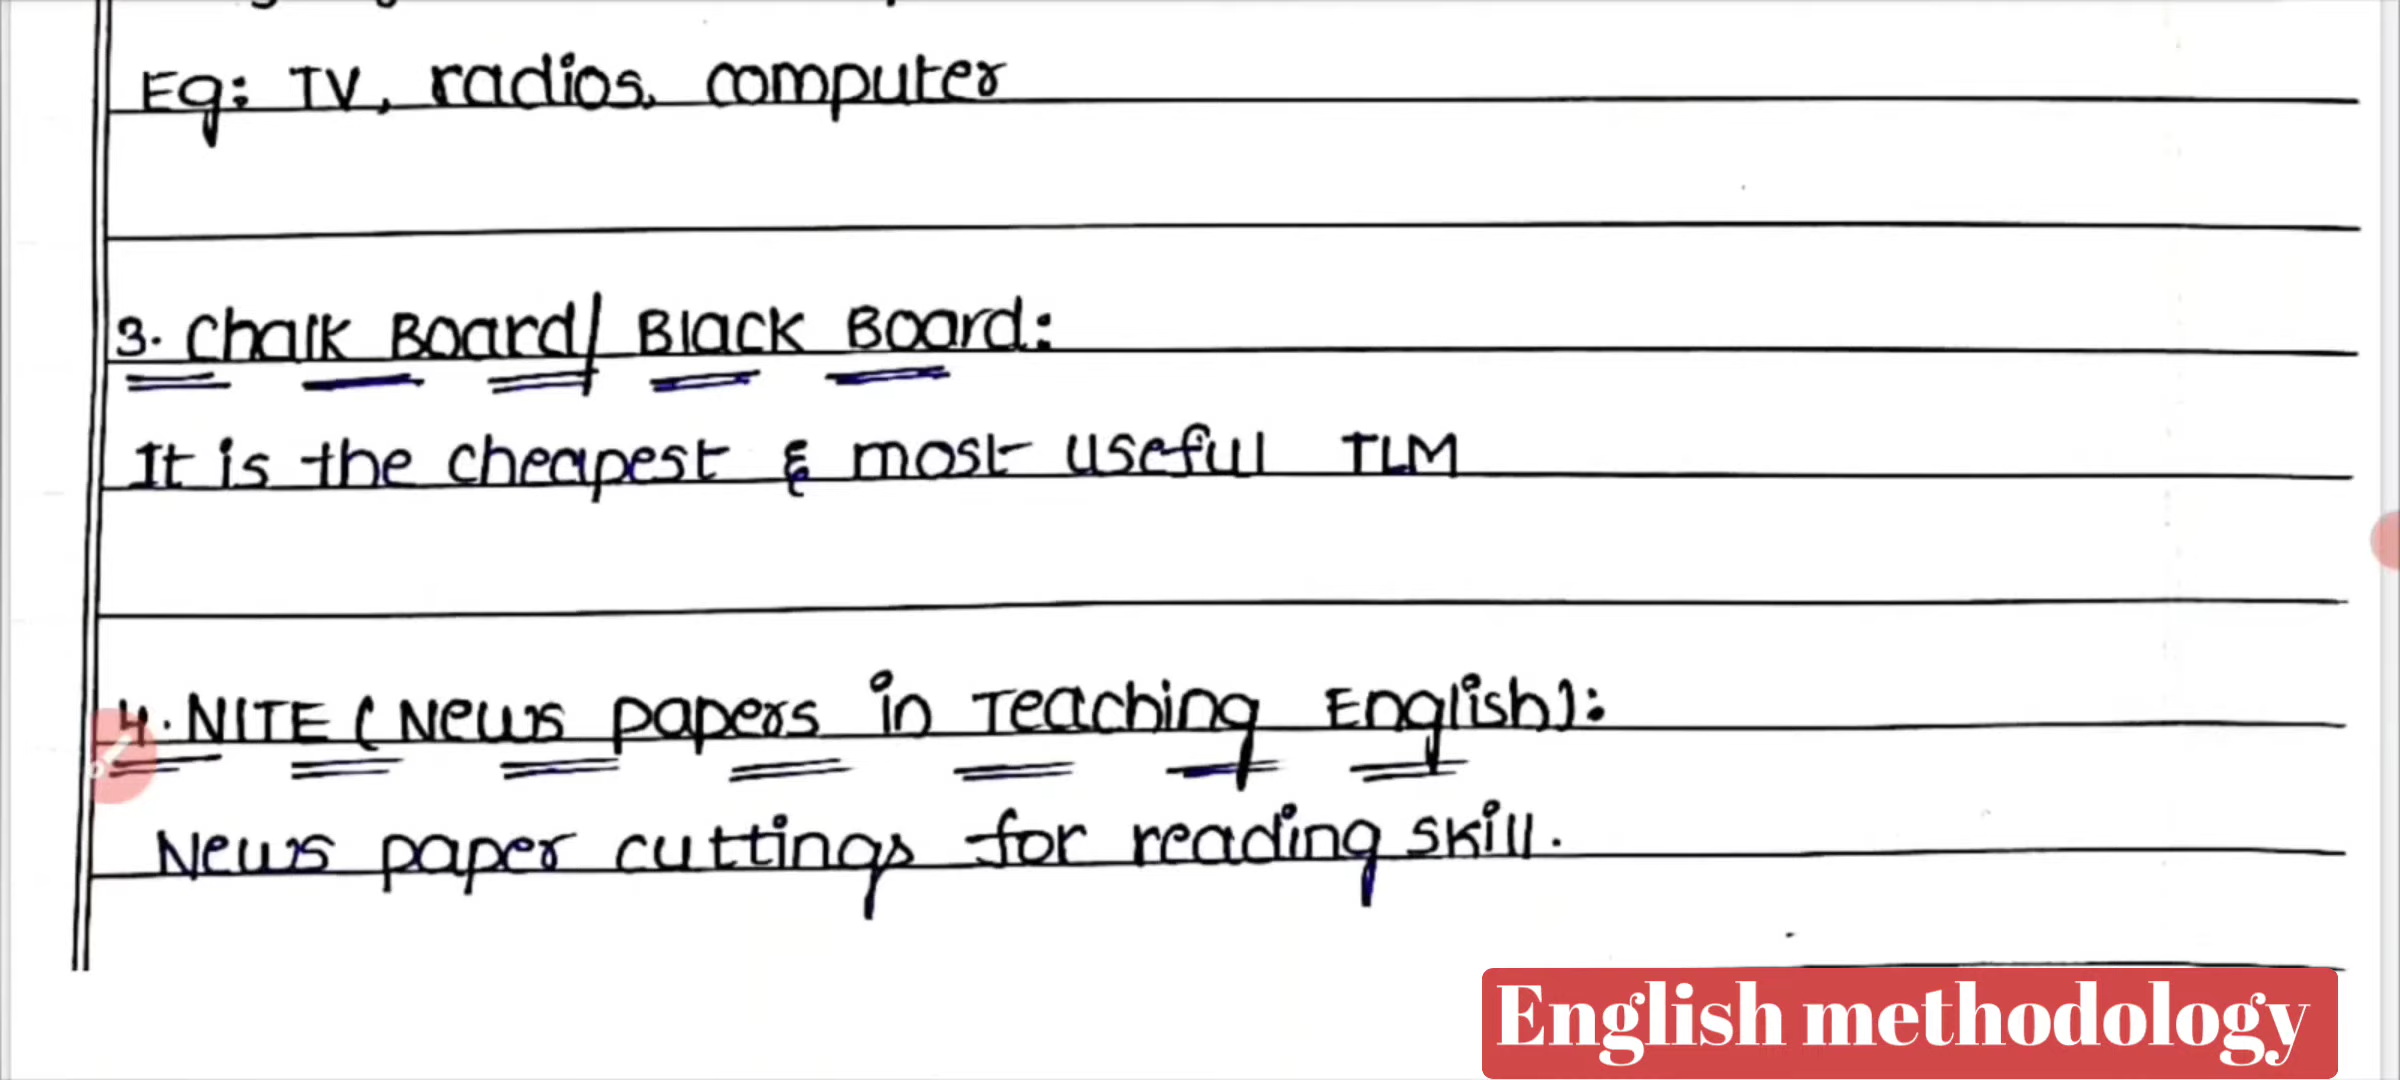 Eg: TV, radios, computer
3. Chalk Board/ Black Board:
It is the cheapest & most useful TLM
4. NITE (News papers in Teaching English):
News paper cuttings for reading skill.
English methodology